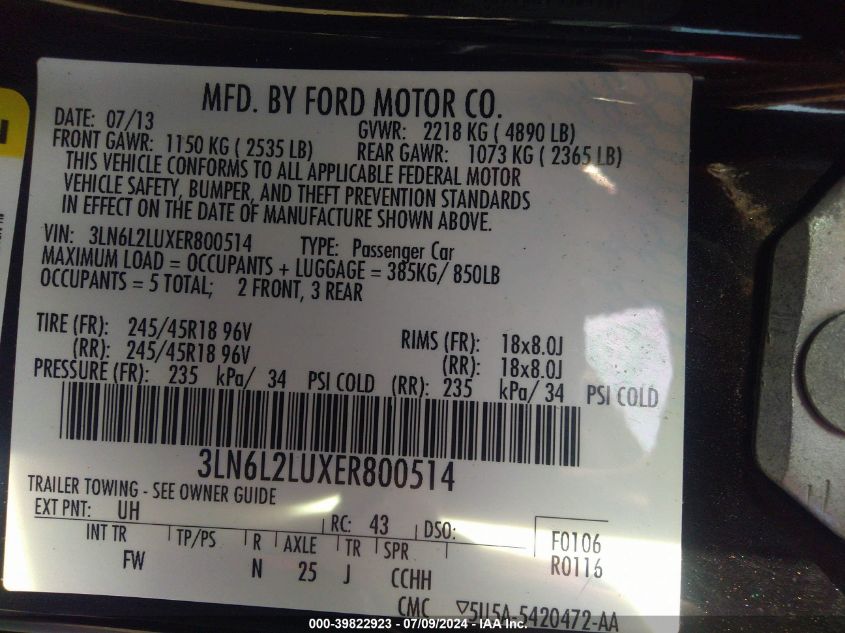 MFD. BY FORD MOTOR CO.
DATE: 07/13 GVWR: 2218 KG ( 4890 LB)
FRONT GAWR: 1150 KG ( 2535 LB) REAR GAWR: 1073 KG ( 2365 LB)
THIS VEHICLE CONFORMS TO ALL APPLICABLE FEDERAL MOTOR
VEHICLE SAFETY, BUMPER, AND THEFT PREVENTION STANDARDS
IN EFFECT ON THE DATE OF MANUFACTURE SHOWN ABOVE.
VIN: 3LN6L2LUXER800514 TYPE: Passenger Car
MAXIMUM LOAD = OCCUPANTS + LUGGAGE = 385KG/ 850LB
OCCUPANTS = 5 TOTAL; 2 FRONT, 3 REAR
TIRE (FR): 245/45R18 96V RIMS (FR): 18x8.0J
(RR): 245/45R18 96V (RR): 18x8.0J
PRESSURE (FR): 235 kPa/ 34 PSI COLD (RR): 235 kPa/ 34 PSI COLD
3LN6L2LUXER800514
TRAILER TOWING - SEE OWNER GUIDE
EXT PNT: UH RC: 43 DSO: F0106
INT TR TP/PS R AXLE TR SPR R0116
FW N 25 J CCHH
CMC ▽5U5A-5420472-AA
000-39822923 - 07/09/2024 - IAA Inc.